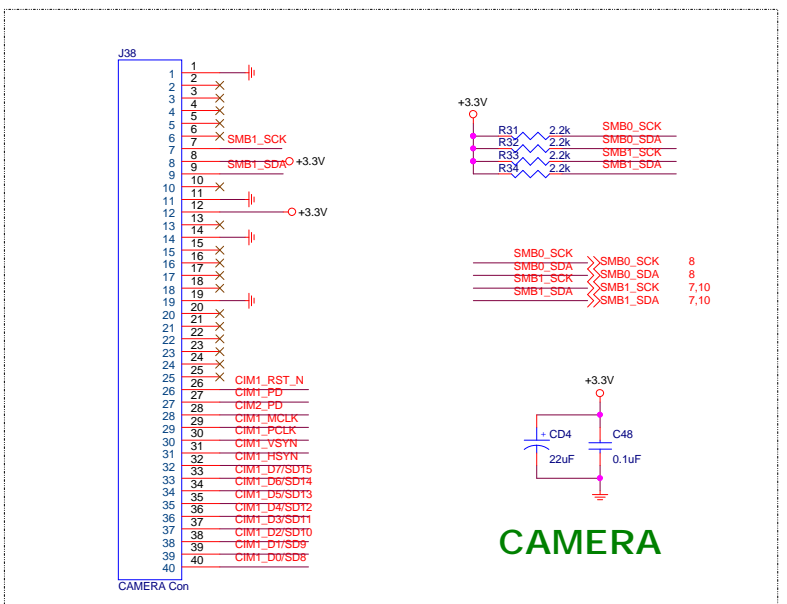 J38
1 1
2 2
3 3
4 4
5 5
6 6
7 7 SMB1_SCK
8 8 +3.3V
9 9 SMB1_SDA
10 10
11 11
12 12 +3.3V
13 13
14 14
15 15
16 16
17 17
18 18
19 19
20 20
21 21
22 22
23 23
24 24
25 25
26 26 CIM1_RST_N
27 27 CIM1_PD
28 28 CIM2_PD
29 29 CIM1_MCLK
30 30 CIM1_PCLK
31 31 CIM1_VSYN
32 32 CIM1_HSYN
33 33 CIM1_D7/SD15
34 34 CIM1_D6/SD14
35 35 CIM1_D5/SD13
36 36 CIM1_D4/SD12
37 37 CIM1_D3/SD11
38 38 CIM1_D2/SD10
39 39 CIM1_D1/SD9
40 40 CIM1_D0/SD8
CAMERA Con
+3.3V
R31 2.2k SMB0_SCK
R32 2.2k SMB0_SDA
R33 2.2k SMB1_SCK
R34 2.2k SMB1_SDA
SMB0_SCK SMB0_SCK 8
SMB0_SDA SMB0_SDA 8
SMB1_SCK SMB1_SCK 7,10
SMB1_SDA SMB1_SDA 7,10
+3.3V
+ CD4 C48
22uF 0.1uF
CAMERA